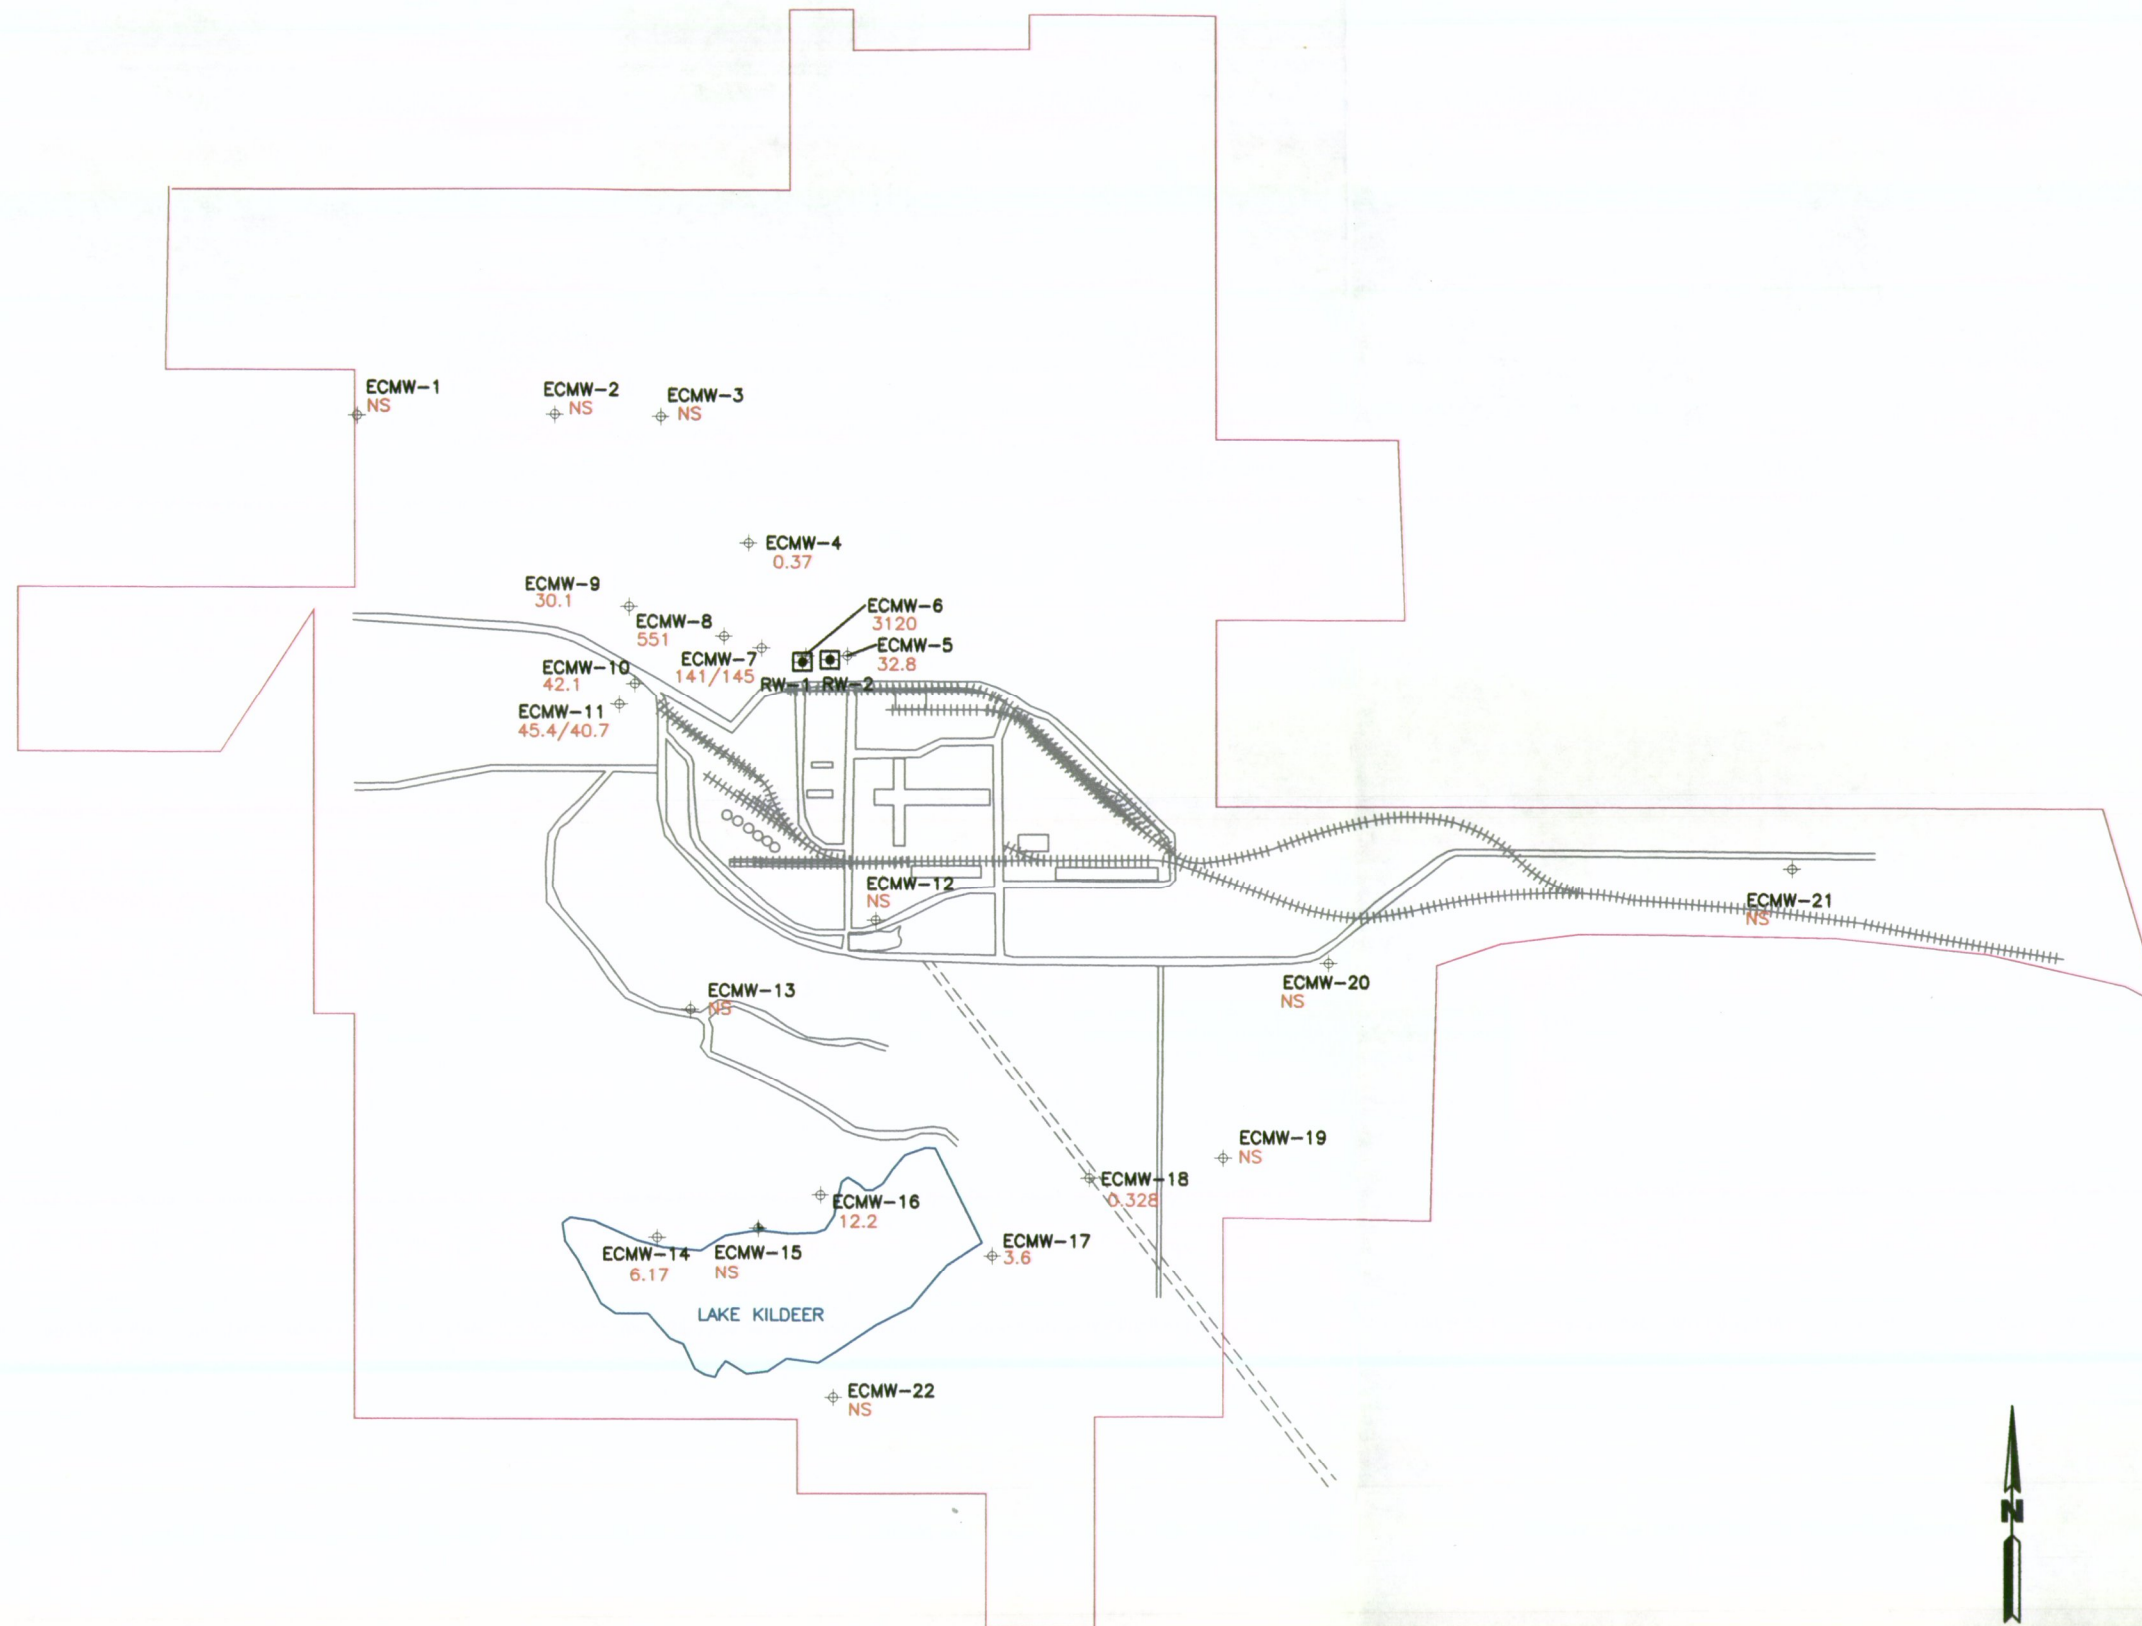 ECMW-1
NS
ECMW-2
NS
ECMW-3
NS
ECMW-4
0.37
ECMW-9
30.1
ECMW-8
551
ECMW-6
3120
ECMW-5
32.8
ECMW-7
141/145
ECMW-10
42.1
RW-1
RW-2
ECMW-11
45.4/40.7
ECMW-12
NS
ECMW-21
NS
ECMW-13
NS
ECMW-20
NS
ECMW-19
NS
ECMW-18
0.328
ECMW-16
12.2
ECMW-17
3.6
ECMW-14
6.17
ECMW-15
NS
LAKE KILDEER
ECMW-22
NS
N